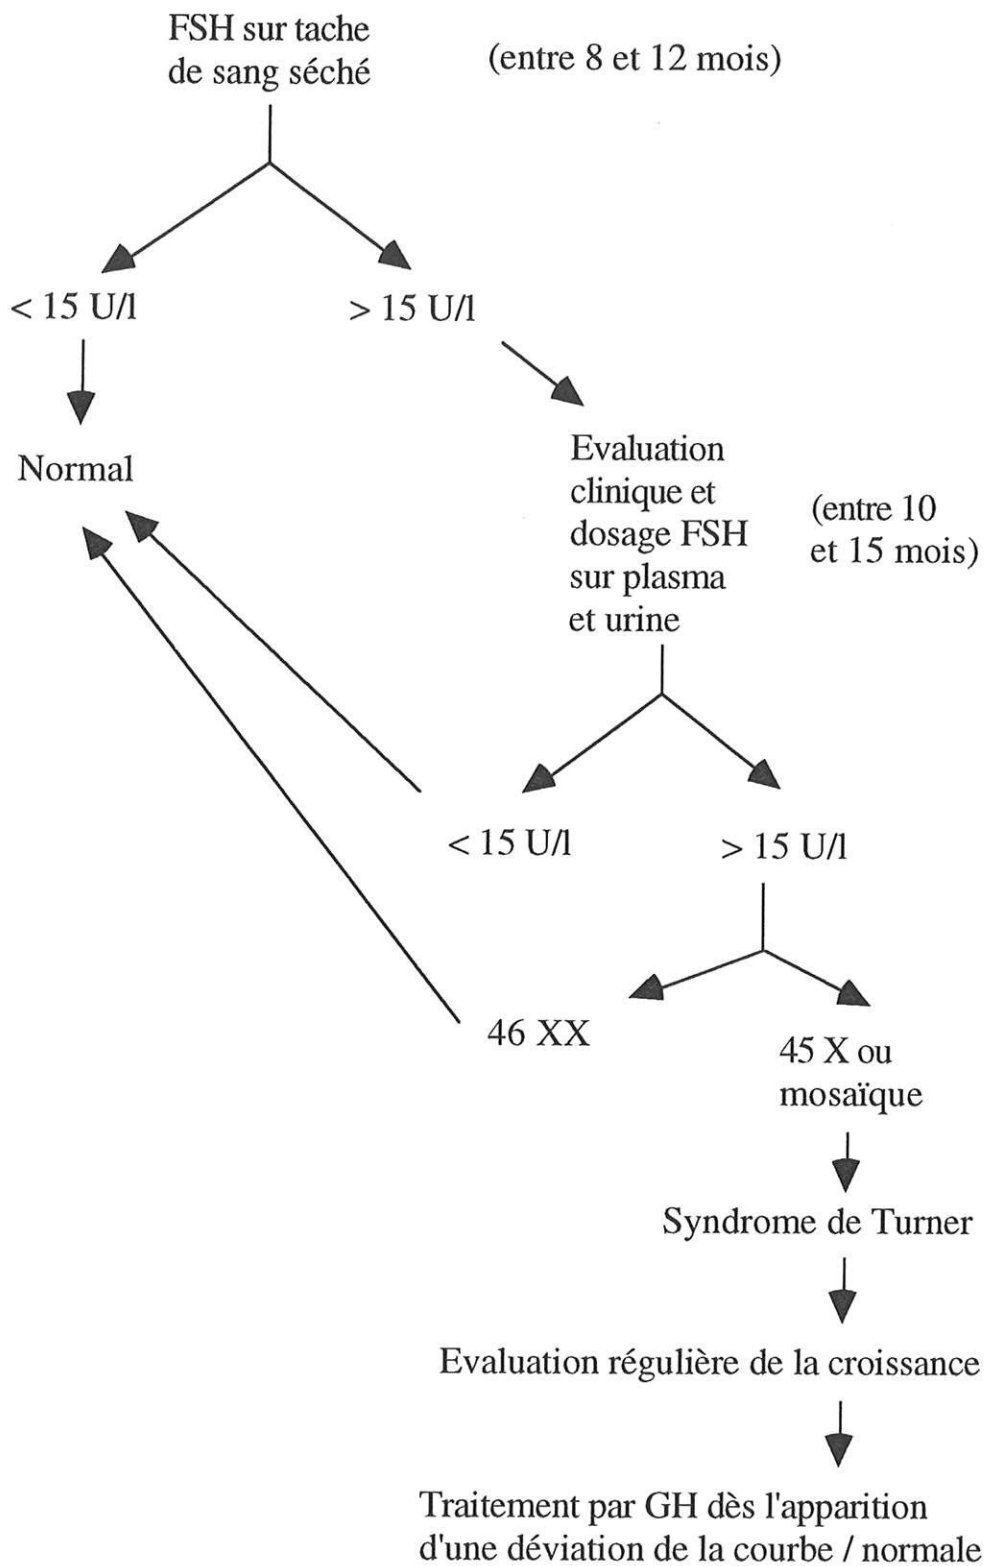 FSH sur tache
de sang séché
(entre 8 et 12 mois)
< 15 U/l
> 15 U/l
Normal
Evaluation
clinique et
dosage FSH
sur plasma
et urine
(entre 10
et 15 mois)
< 15 U/l
> 15 U/l
46 XX
45 X ou
mosaïque
Syndrome de Turner
Evaluation régulière de la croissance
Traitement par GH dès l'apparition
d'une déviation de la courbe / normale